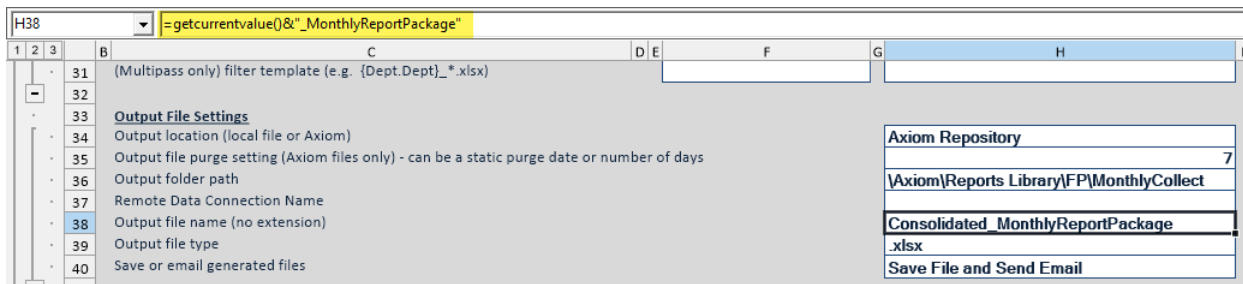 H38 =getcurrentvalue()&"_MonthlyReportPackage"
1 2 3 B C D E F G H
31 (Multipass only) filter template (e.g. {Dept.Dept}_*.xlsx)
32
33 Output File Settings
34 Output location (local file or Axiom) Axiom Repository
35 Output file purge setting (Axiom files only) - can be a static purge date or number of days 7
36 Output folder path \Axiom\Reports Library\FP\MonthlyCollect
37 Remote Data Connection Name
38 Output file name (no extension) Consolidated_MonthlyReportPackage
39 Output file type .xlsx
40 Save or email generated files Save File and Send Email